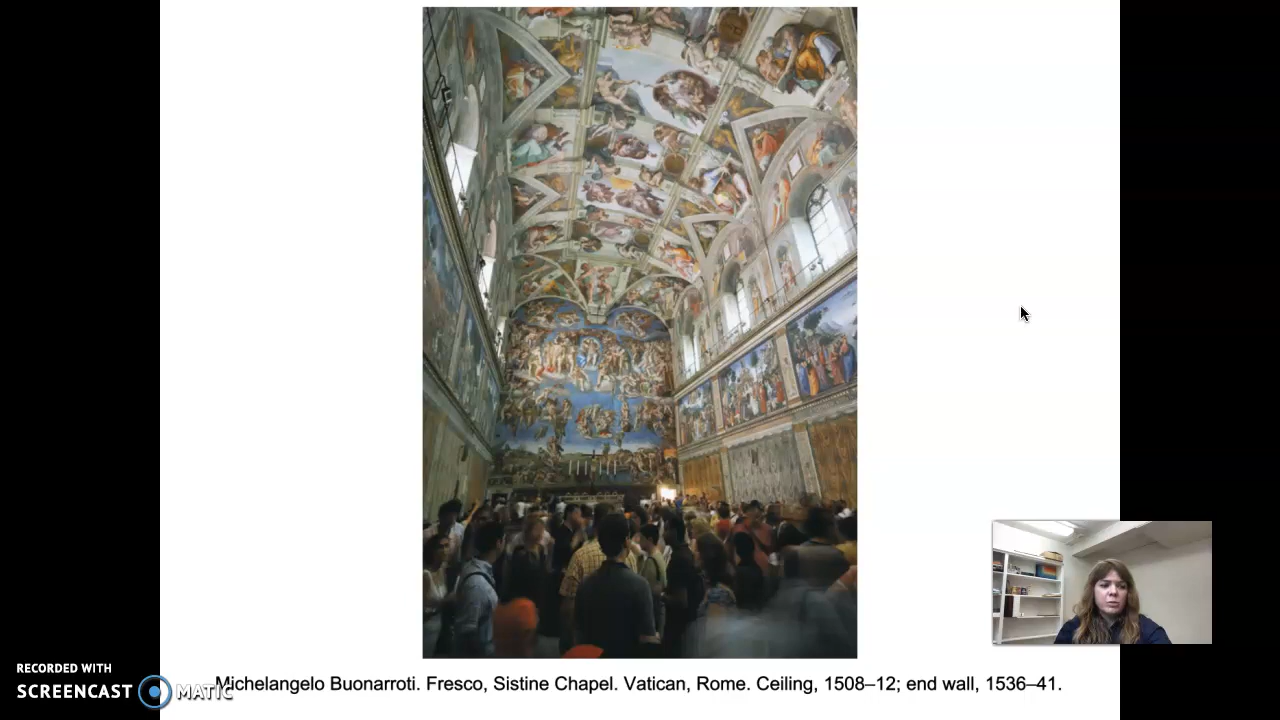 RECORDED WITH
SCREENCAST MATIC
Michelangelo Buonarroti. Fresco, Sistine Chapel. Vatican, Rome. Ceiling, 1508–12; end wall, 1536–41.